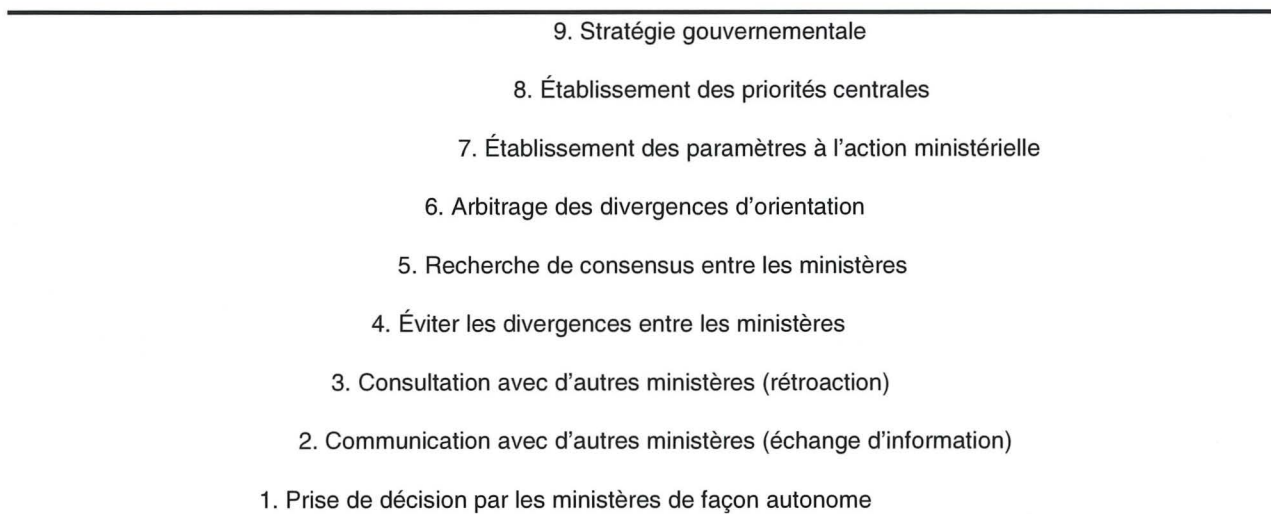 9. Stratégie gouvernementale
8. Établissement des priorités centrales
7. Établissement des paramètres à l'action ministérielle
6. Arbitrage des divergences d'orientation
5. Recherche de consensus entre les ministères
4. Éviter les divergences entre les ministères
3. Consultation avec d'autres ministères (rétroaction)
2. Communication avec d'autres ministères (échange d'information)
1. Prise de décision par les ministères de façon autonome